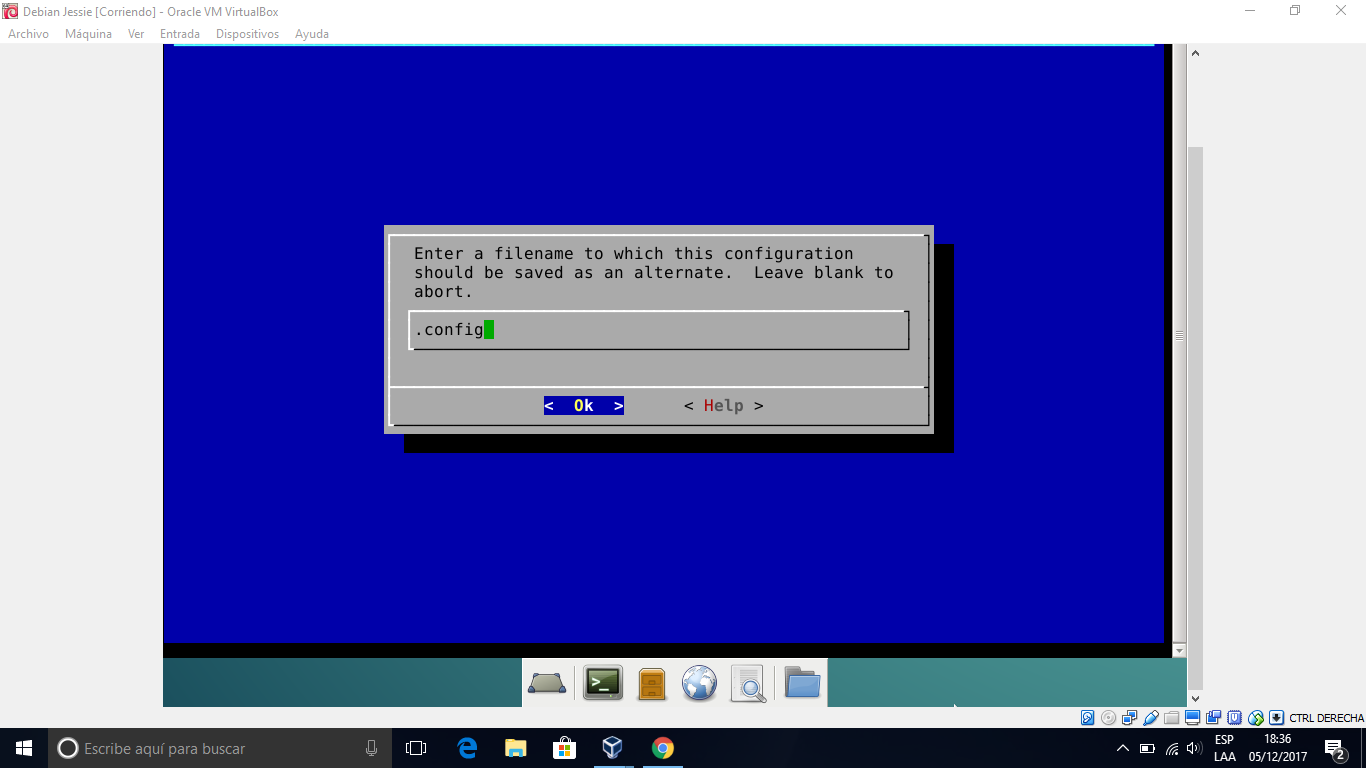 Debian Jessie [Corriendo] - Oracle VM VirtualBox
Archivo Máquina Ver Entrada Dispositivos Ayuda
Enter a filename to which this configuration
should be saved as an alternate. Leave blank to
abort.
.config
< Ok > < Help >
CTRL DERECHA
Escribe aquí para buscar
ESP
LAA
18:36
05/12/2017
2